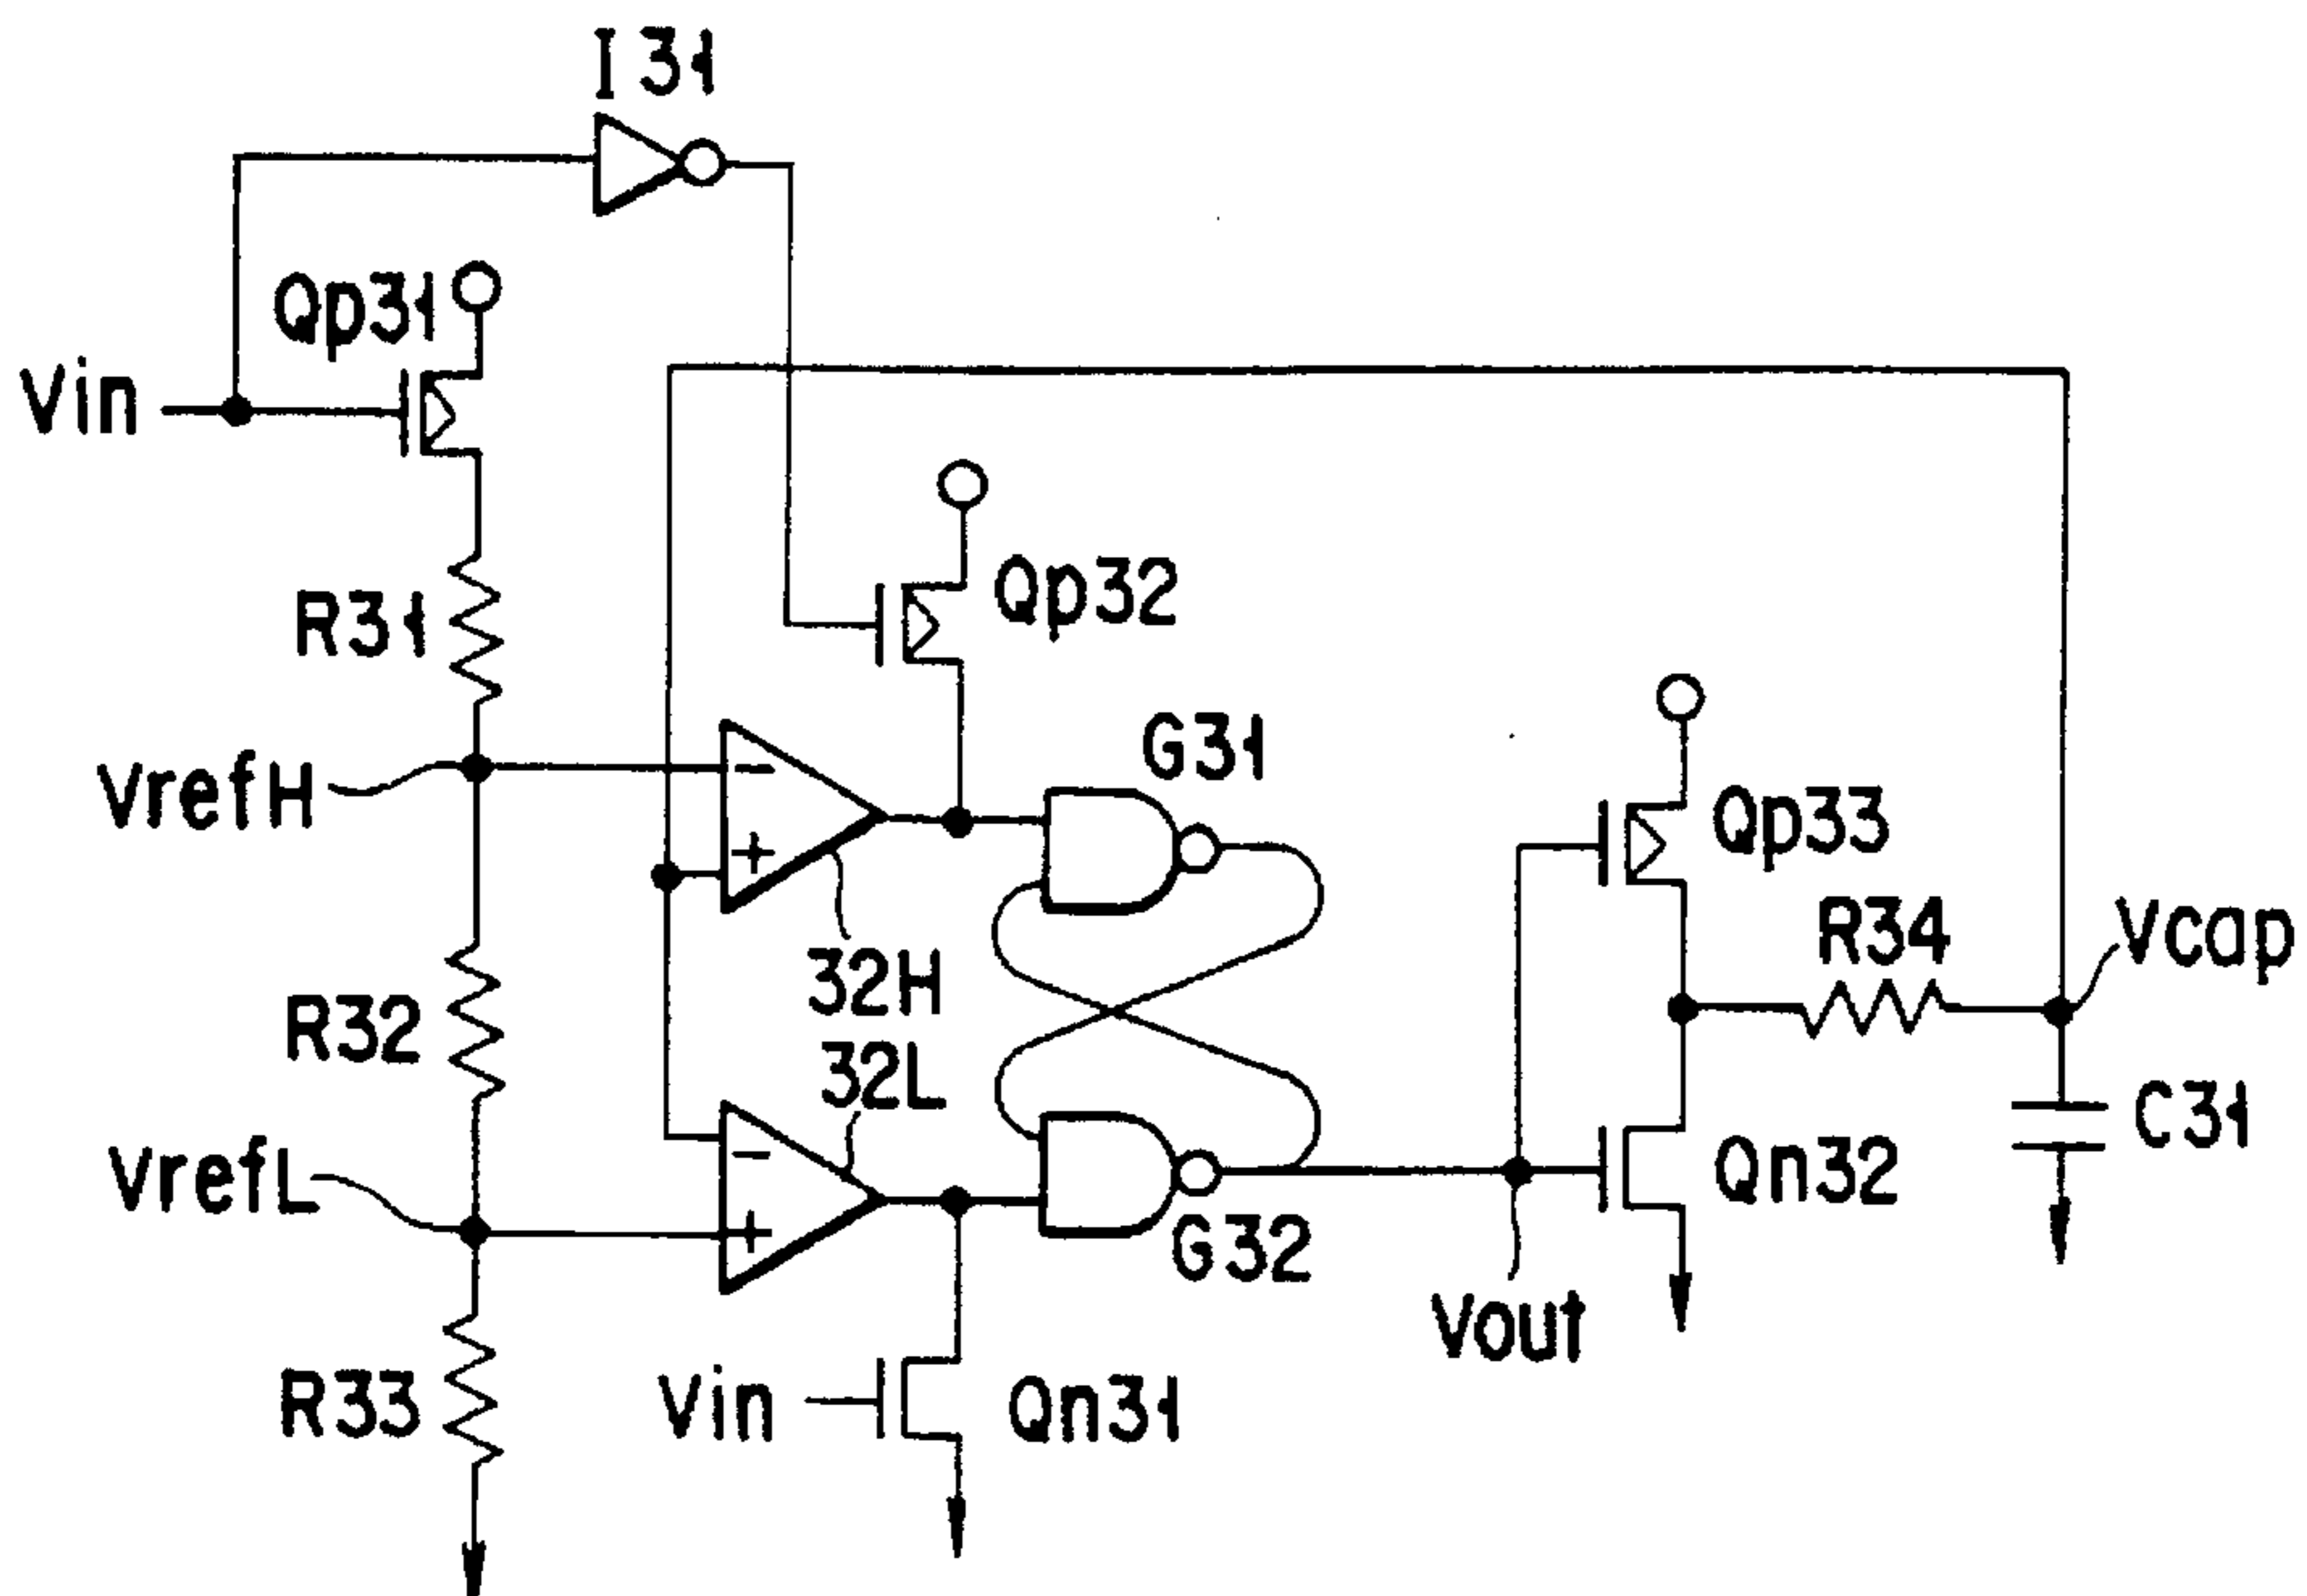 I31
Qp31
Vin
Qp32
R31
G31
VrefH
Qp33
R34
Vcap
32H
R32
32L
C31
VrefL
Qn32
G32
Vout
R33
Vin
Qn31